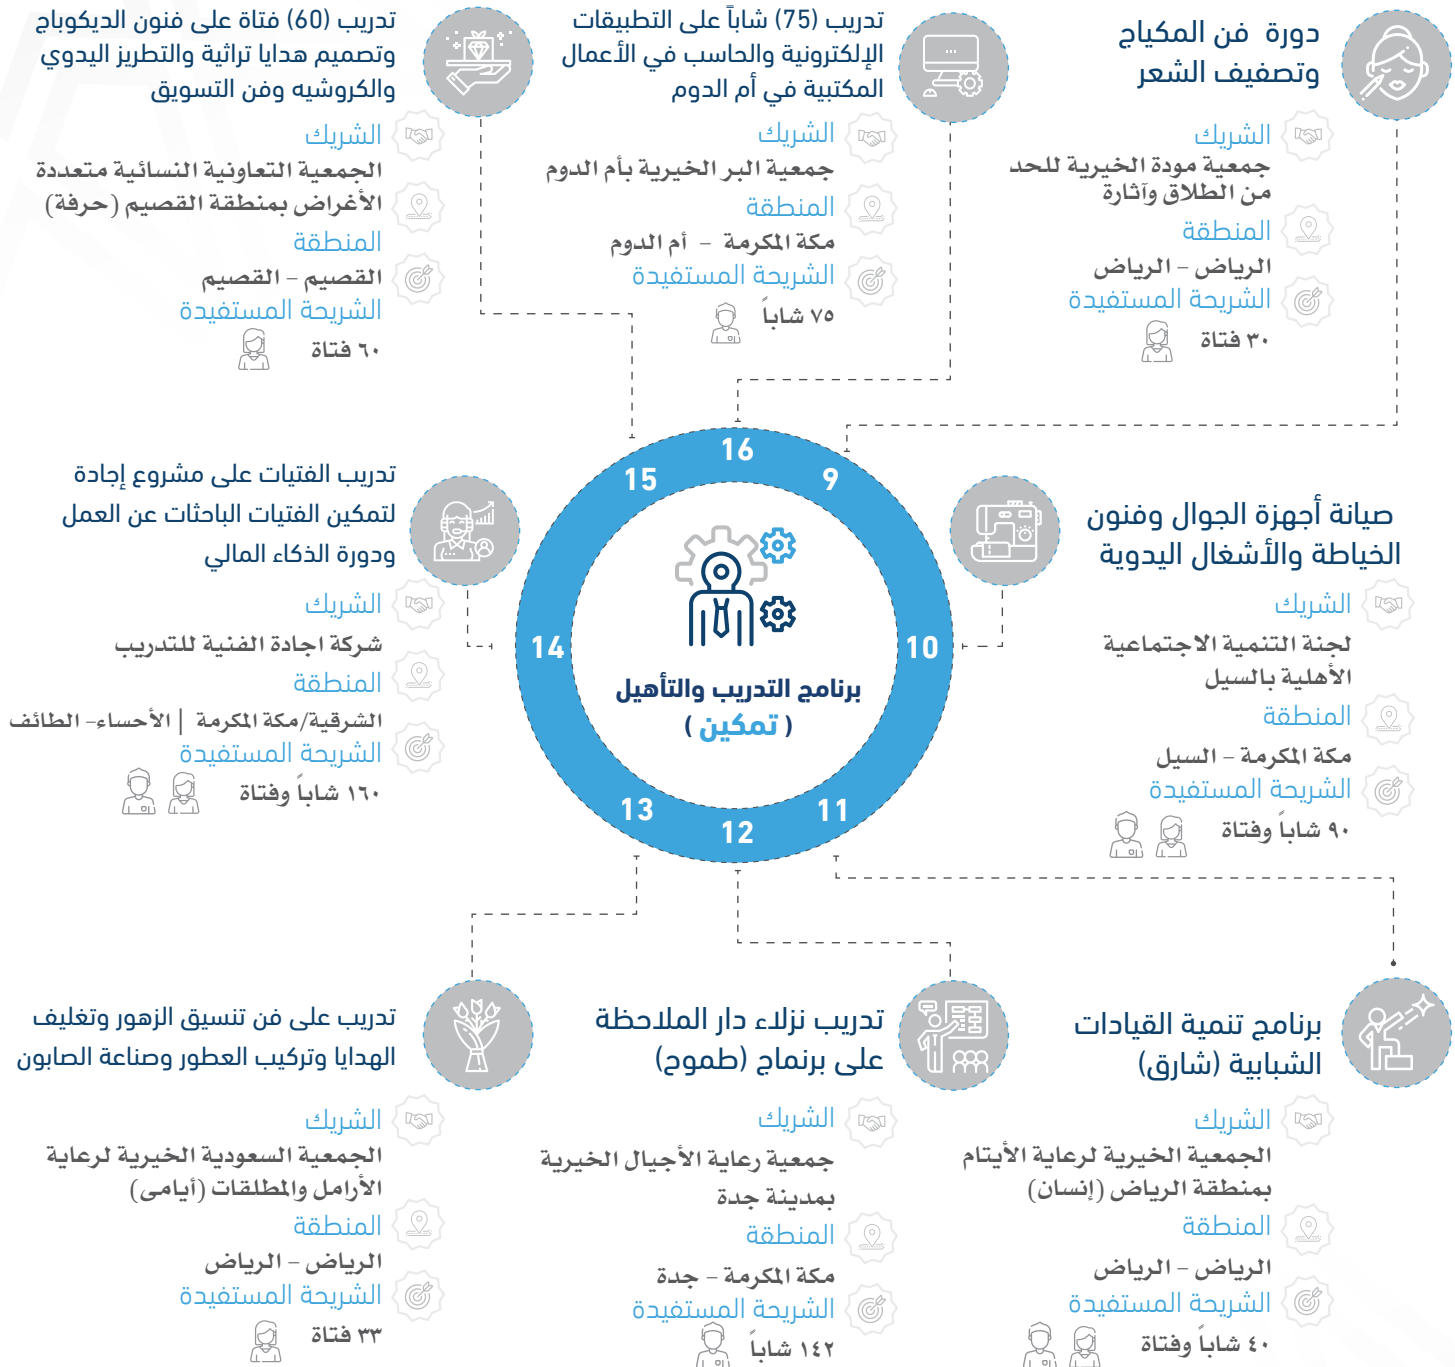 دورة فن المكياج
وتصفيف الشعر
الشريك
جمعية مودة الخيرية للحد
من الطلاق وآثارة
المنطقة
الرياض – الرياض
الشريحة المستفيدة
٣٠ فتاة
تدريب (75) شاباً على التطبيقات
الإلكترونية والحاسب في الأعمال
المكتبية في أم الدوم
الشريك
جمعية البر الخيرية بأم الدوم
المنطقة
مكة المكرمة – أم الدوم
الشريحة المستفيدة
٧٥ شاباً
تدريب (60) فتاة على فنون الديكوباج
وتصميم هدايا تراثية والتطريز اليدوي
والكروشيه وفن التسويق
الشريك
الجمعية التعاونية النسائية متعددة
الأغراض بمنطقة القصيم (حرفة)
المنطقة
القصيم – القصيم
الشريحة المستفيدة
٦٠ فتاة
16
9
15
10
14
11
13
12
برنامج التدريب والتأهيل
( تمكين )
صيانة أجهزة الجوال وفنون
الخياطة والأشغال اليدوية
الشريك
لجنة التنمية الاجتماعية
الأهلية بالسيل
المنطقة
مكة المكرمة – السيل
الشريحة المستفيدة
٩٠ شاباً وفتاة
تدريب الفتيات على مشروع إجادة
لتمكين الفتيات الباحثات عن العمل
ودورة الذكاء المالي
الشريك
شركة اجادة الفنية للتدريب
المنطقة
الشرقية/مكة المكرمة | الأحساء– الطائف
الشريحة المستفيدة
١٦٠ شاباً وفتاة
برنامج تنمية القيادات
الشبابية (شارق)
الشريك
الجمعية الخيرية لرعاية الأيتام
بمنطقة الرياض (إنسان)
المنطقة
الرياض – الرياض
الشريحة المستفيدة
٤٠ شاباً وفتاة
تدريب نزلاء دار الملاحظة
على برنماج (طموح)
الشريك
جمعية رعاية الأجيال الخيرية
بمدينة جدة
المنطقة
مكة المكرمة – جدة
الشريحة المستفيدة
١٤٢ شاباً
تدريب على فن تنسيق الزهور وتغليف
الهدايا وتركيب العطور وصناعة الصابون
الشريك
الجمعية السعودية الخيرية لرعاية
الأرامل والمطلقات (أيامى)
المنطقة
الرياض – الرياض
الشريحة المستفيدة
٣٣ فتاة